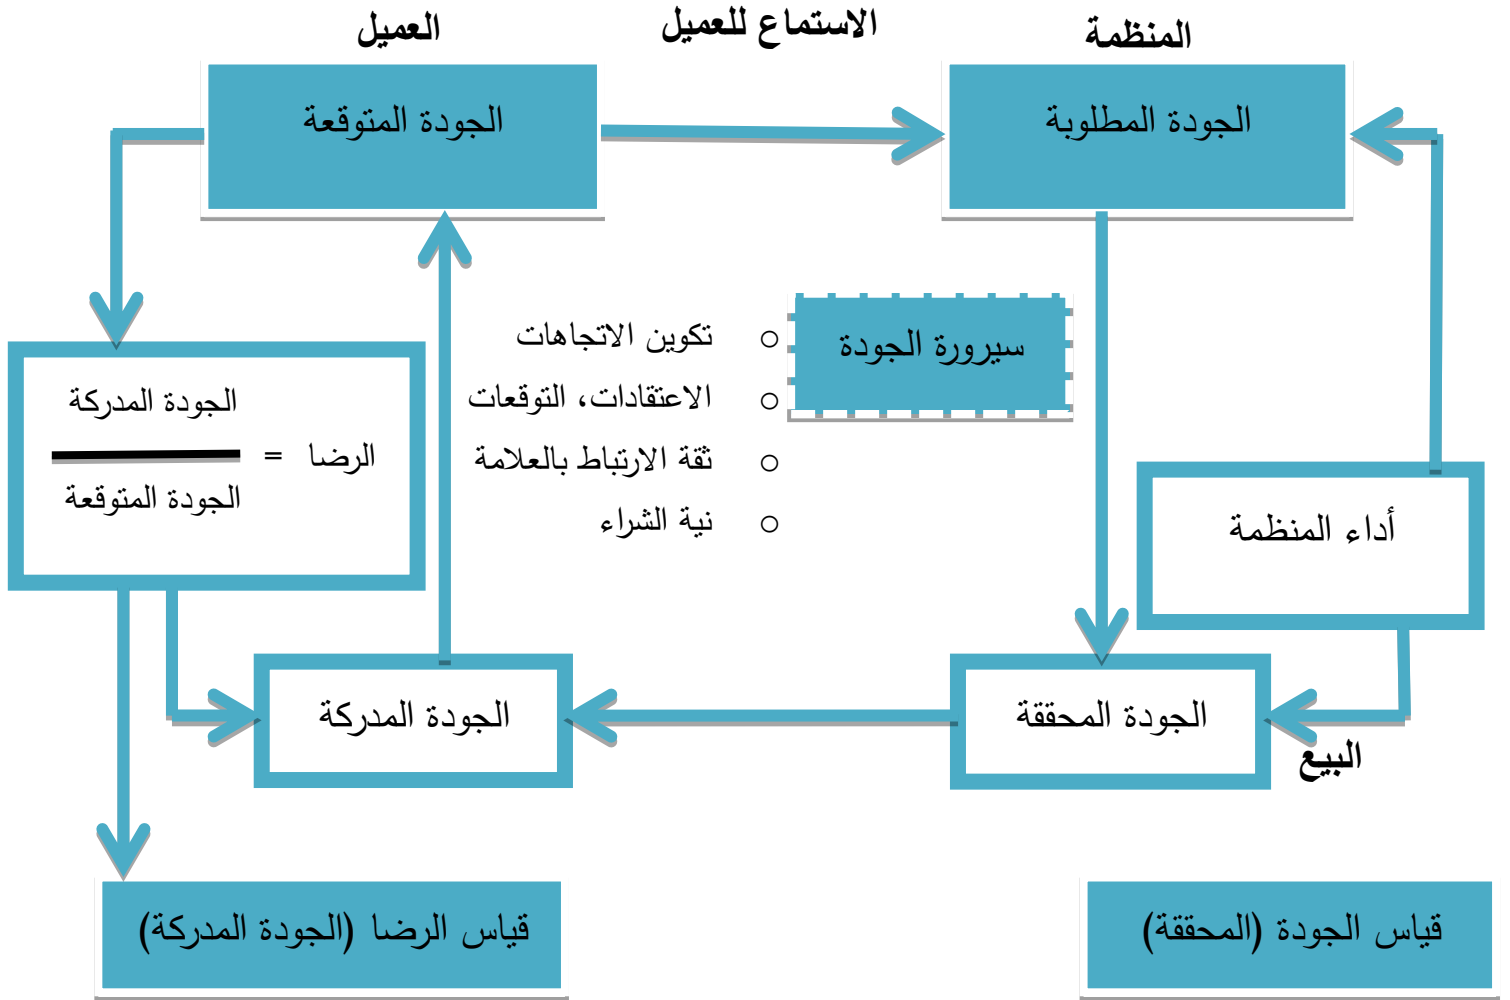 المنظمة
الاستماع للعميل
العميل
الجودة المطلوبة
الجودة المتوقعة
سيرورة الجودة
○ تكوين الاتجاهات
○ الاعتقادات، التوقعات
○ ثقة الارتباط بالعلامة
○ نية الشراء
الجودة المدركة
الرضا =
الجودة المتوقعة
أداء المنظمة
الجودة المحققة
الجودة المدركة
البيع
قياس الجودة (المحققة)
قياس الرضا (الجودة المدركة)